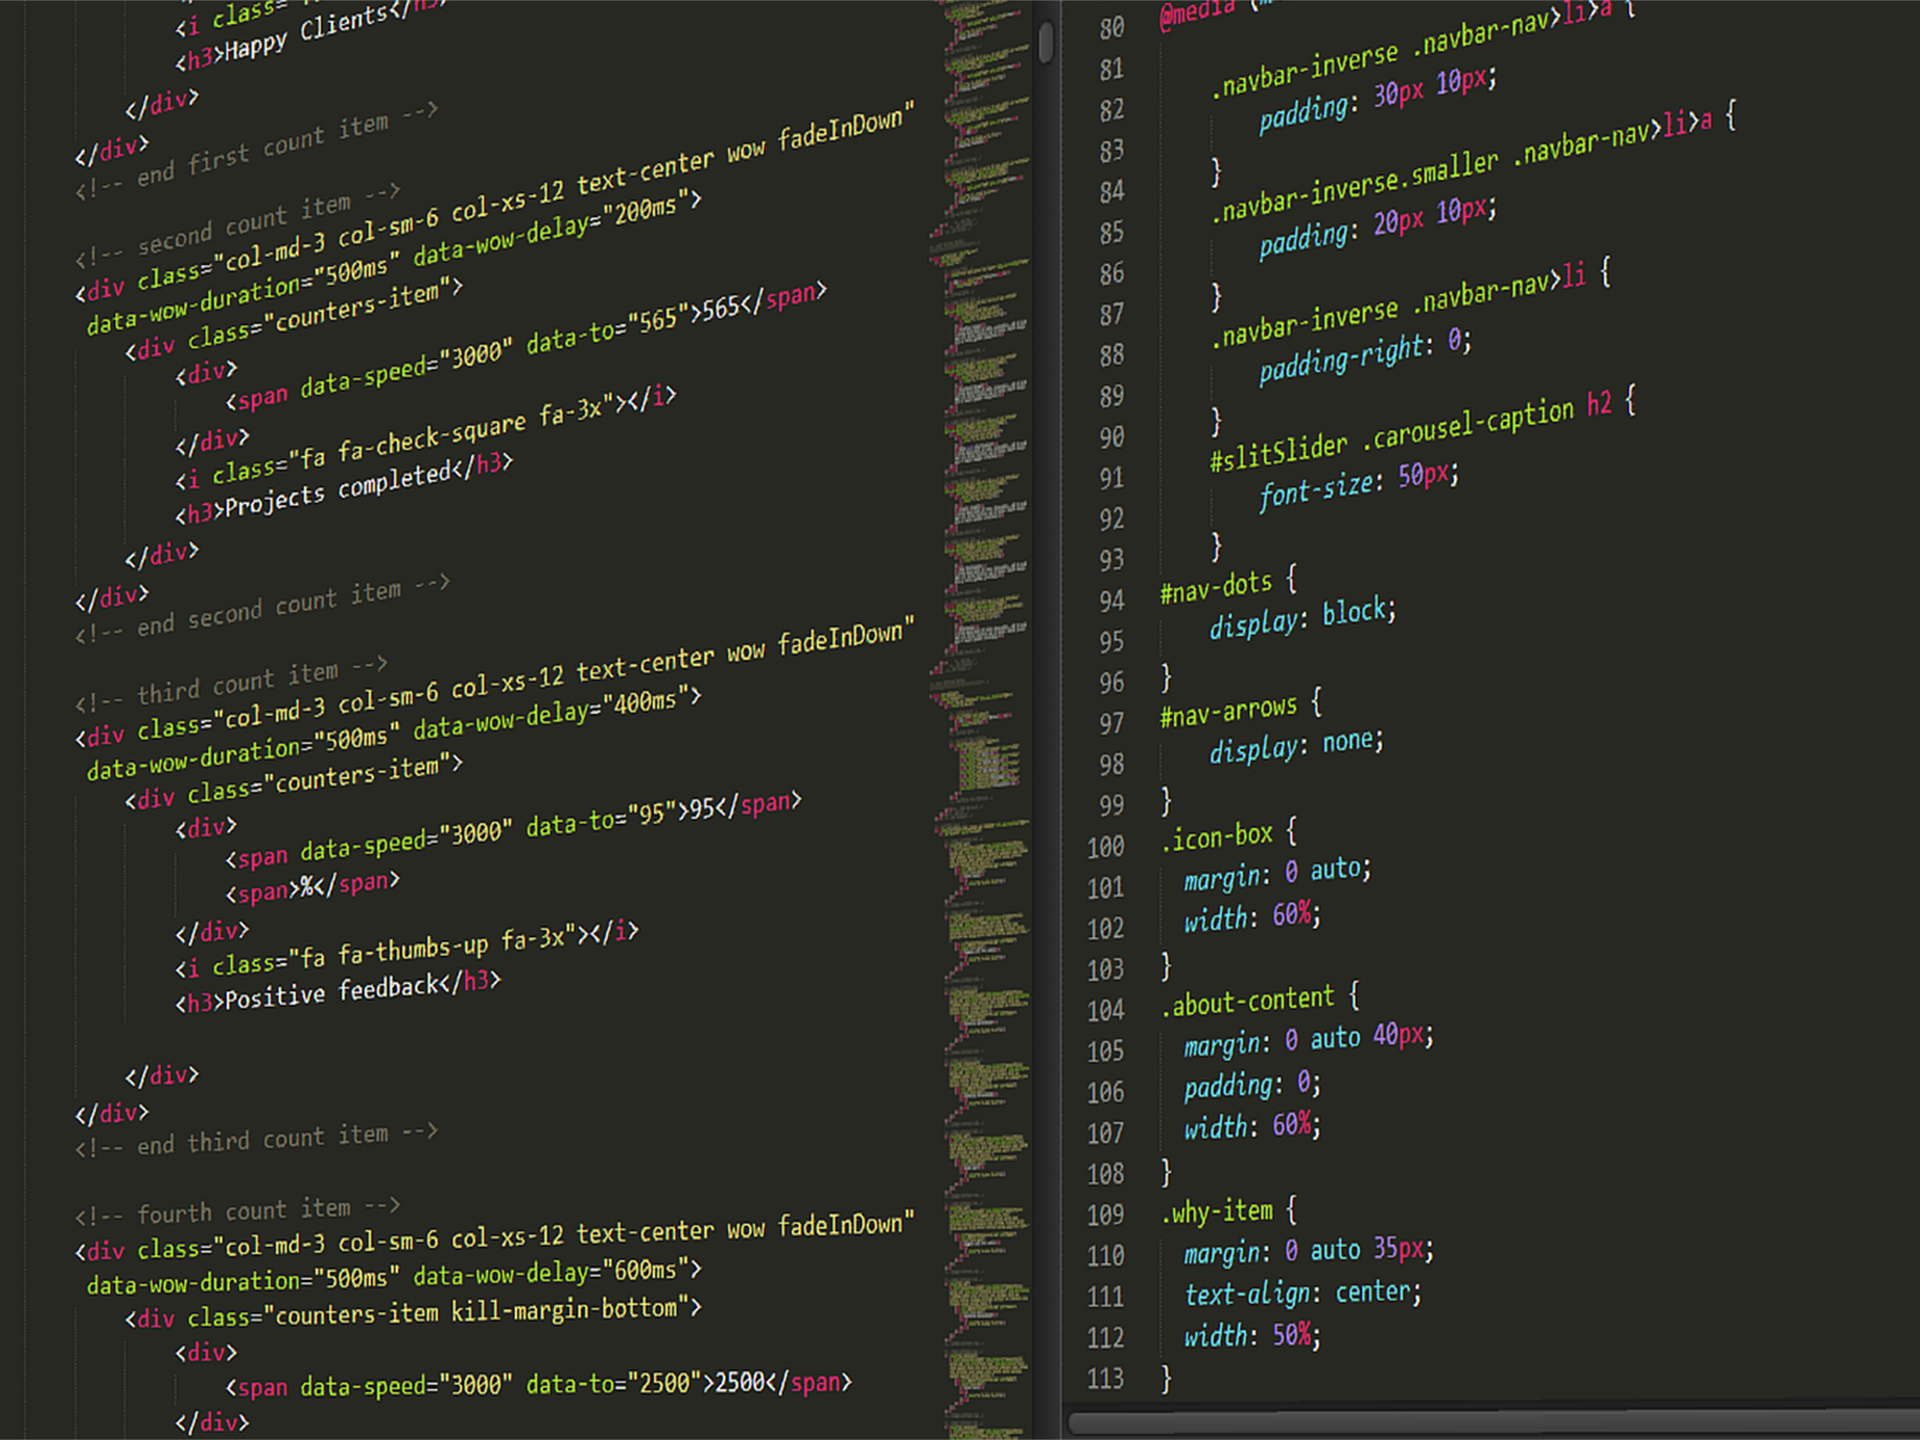 <i class=
<h3>Happy Clients</h3
</div>
</div>
<!-- end first count item -->
<!-- second count item -->
<div class="col-md-3 col-sm-6 col-xs-12 text-center wow fadeInDown"
data-wow-duration="500ms" data-wow-delay="200ms">
<div class="counters-item">
<div>
<span data-speed="3000" data-to="565">565</span>
</div>
<i class="fa fa-check-square fa-3x"></i>
<h3>Projects completed</h3>
</div>
</div>
<!-- end second count item -->
<!-- third count item -->
<div class="col-md-3 col-sm-6 col-xs-12 text-center wow fadeInDown"
data-wow-duration="500ms" data-wow-delay="400ms">
<div class="counters-item">
<div>
<span data-speed="3000" data-to="95">95</span>
<span>%</span>
</div>
<i class="fa fa-thumbs-up fa-3x"></i>
<h3>Positive feedback</h3>
</div>
</div>
<!-- end third count item -->
<!-- fourth count item -->
<div class="col-md-3 col-sm-6 col-xs-12 text-center wow fadeInDown"
data-wow-duration="500ms" data-wow-delay="600ms">
<div class="counters-item kill-margin-bottom">
<div>
<span data-speed="3000" data-to="2500">2500</span>
</div>
80 @media
81 .navbar-inverse .navbar-nav>li>a {
82 padding: 30px 10px;
83 }
84 .navbar-inverse.smaller .navbar-nav>li>a {
85 padding: 20px 10px;
86 }
87 .navbar-inverse .navbar-nav>li {
88 padding-right: 0;
89 }
90 #slitSlider .carousel-caption h2 {
91 font-size: 50px;
92 }
93 #nav-dots {
94 display: block;
95 }
96 #nav-arrows {
97 display: none;
98 }
99 .icon-box {
100 margin: 0 auto;
101 width: 60%;
102 }
103 .about-content {
104 margin: 0 auto 40px;
105 padding: 0;
106 width: 60%;
107 }
108 .why-item {
109 margin: 0 auto 35px;
110 text-align: center;
111 width: 50%;
112 }
113